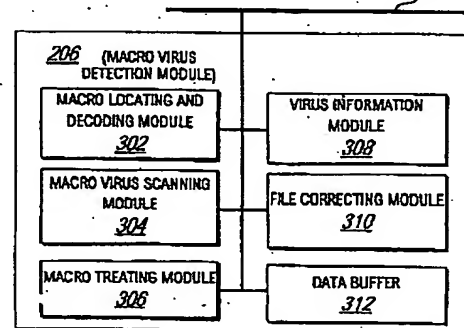 206 (MACRO VIRUS
DETECTION MODULE)
MACRO LOCATING AND
DECODING MODULE
302
VIRUS INFORMATION
MODULE
308
MACRO VIRUS SCANNING
MODULE
304
FILE CORRECTING MODULE
310
MACRO TREATING MODULE
306
DATA BUFFER
312